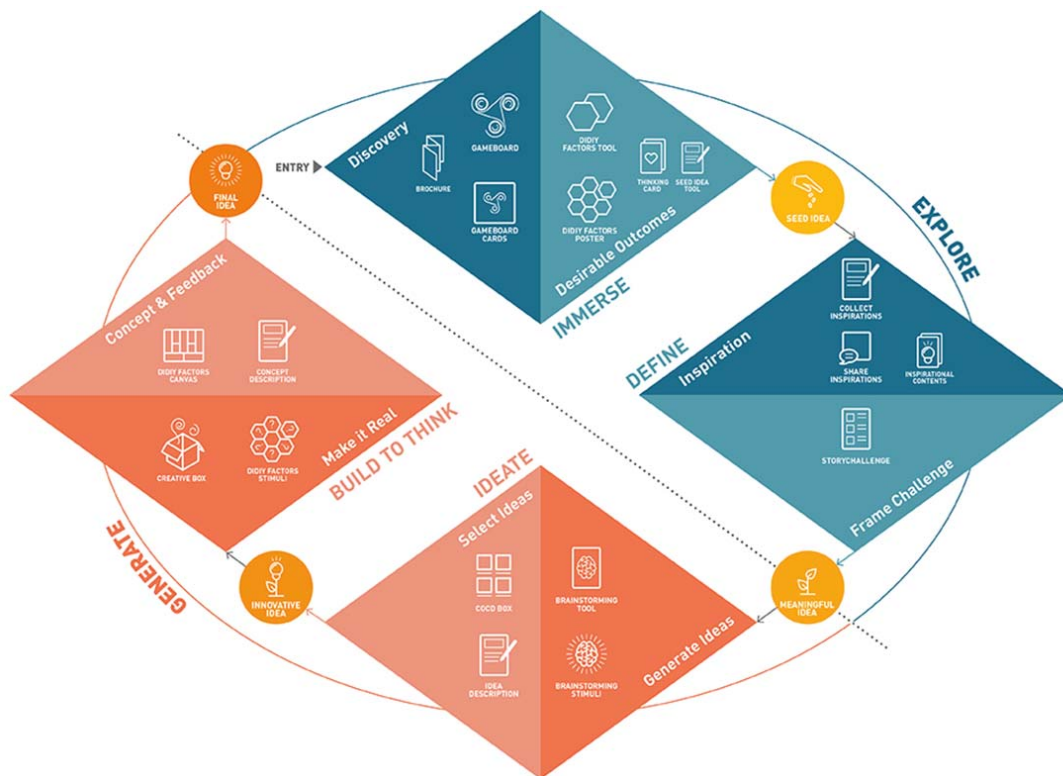 ENTRY
Discovery
BROCHURE
GAMEBOARD
GAMEBOARD
CARDS
DIDIY
FACTORS TOOL
THINKING
CARD
SEED IDEA
TOOL
DIDIY FACTORS
POSTER
Desirable Outcomes
IMMERSE
SEED IDEA
EXPLORE
DEFINE
Inspiration
COLLECT
INSPIRATIONS
SHARE
INSPIRATIONS
INSPIRATIONAL
CONTENTS
STORYCHALLENGE
Frame Challenge
MEANINGFUL
IDEA
IDEATE
Generate Ideas
BRAINSTORMING
TOOL
BRAINSTORMING
STIMULI
Select Ideas
COCO BOX
IDEA
DESCRIPTION
INNOVATIVE
IDEA
GENERATE
BUILD TO THINK
Make it Real
CREATIVE BOX
DIDIY FACTORS
STIMULI
Concept & Feedback
DIDIY FACTORS
CANVAS
CONCEPT
DESCRIPTION
FINAL
IDEA